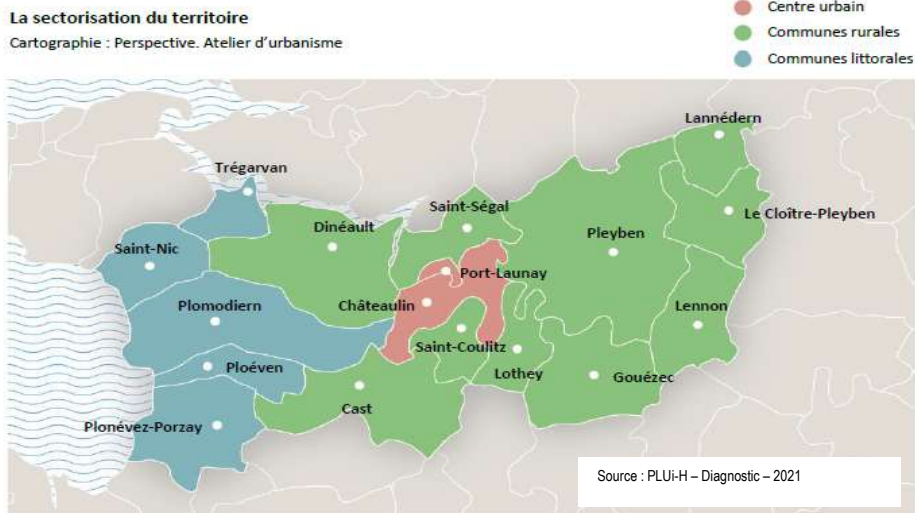 La sectorisation du territoire
Cartographie : Perspective. Atelier d'urbanisme
Centre urbain
Communes rurales
Communes littorales
Lannédern
Trégarvan
Saint-Ségal
Le Cloître-Pleyben
Dinéault
Pleyben
Saint-Nic
Port-Launay
Plomodiern
Châteaulin
Lennon
Saint-Coulitz
Ploéven
Lothey
Gouézec
Cast
Plonévez-Porzay
Source : PLUi-H – Diagnostic – 2021